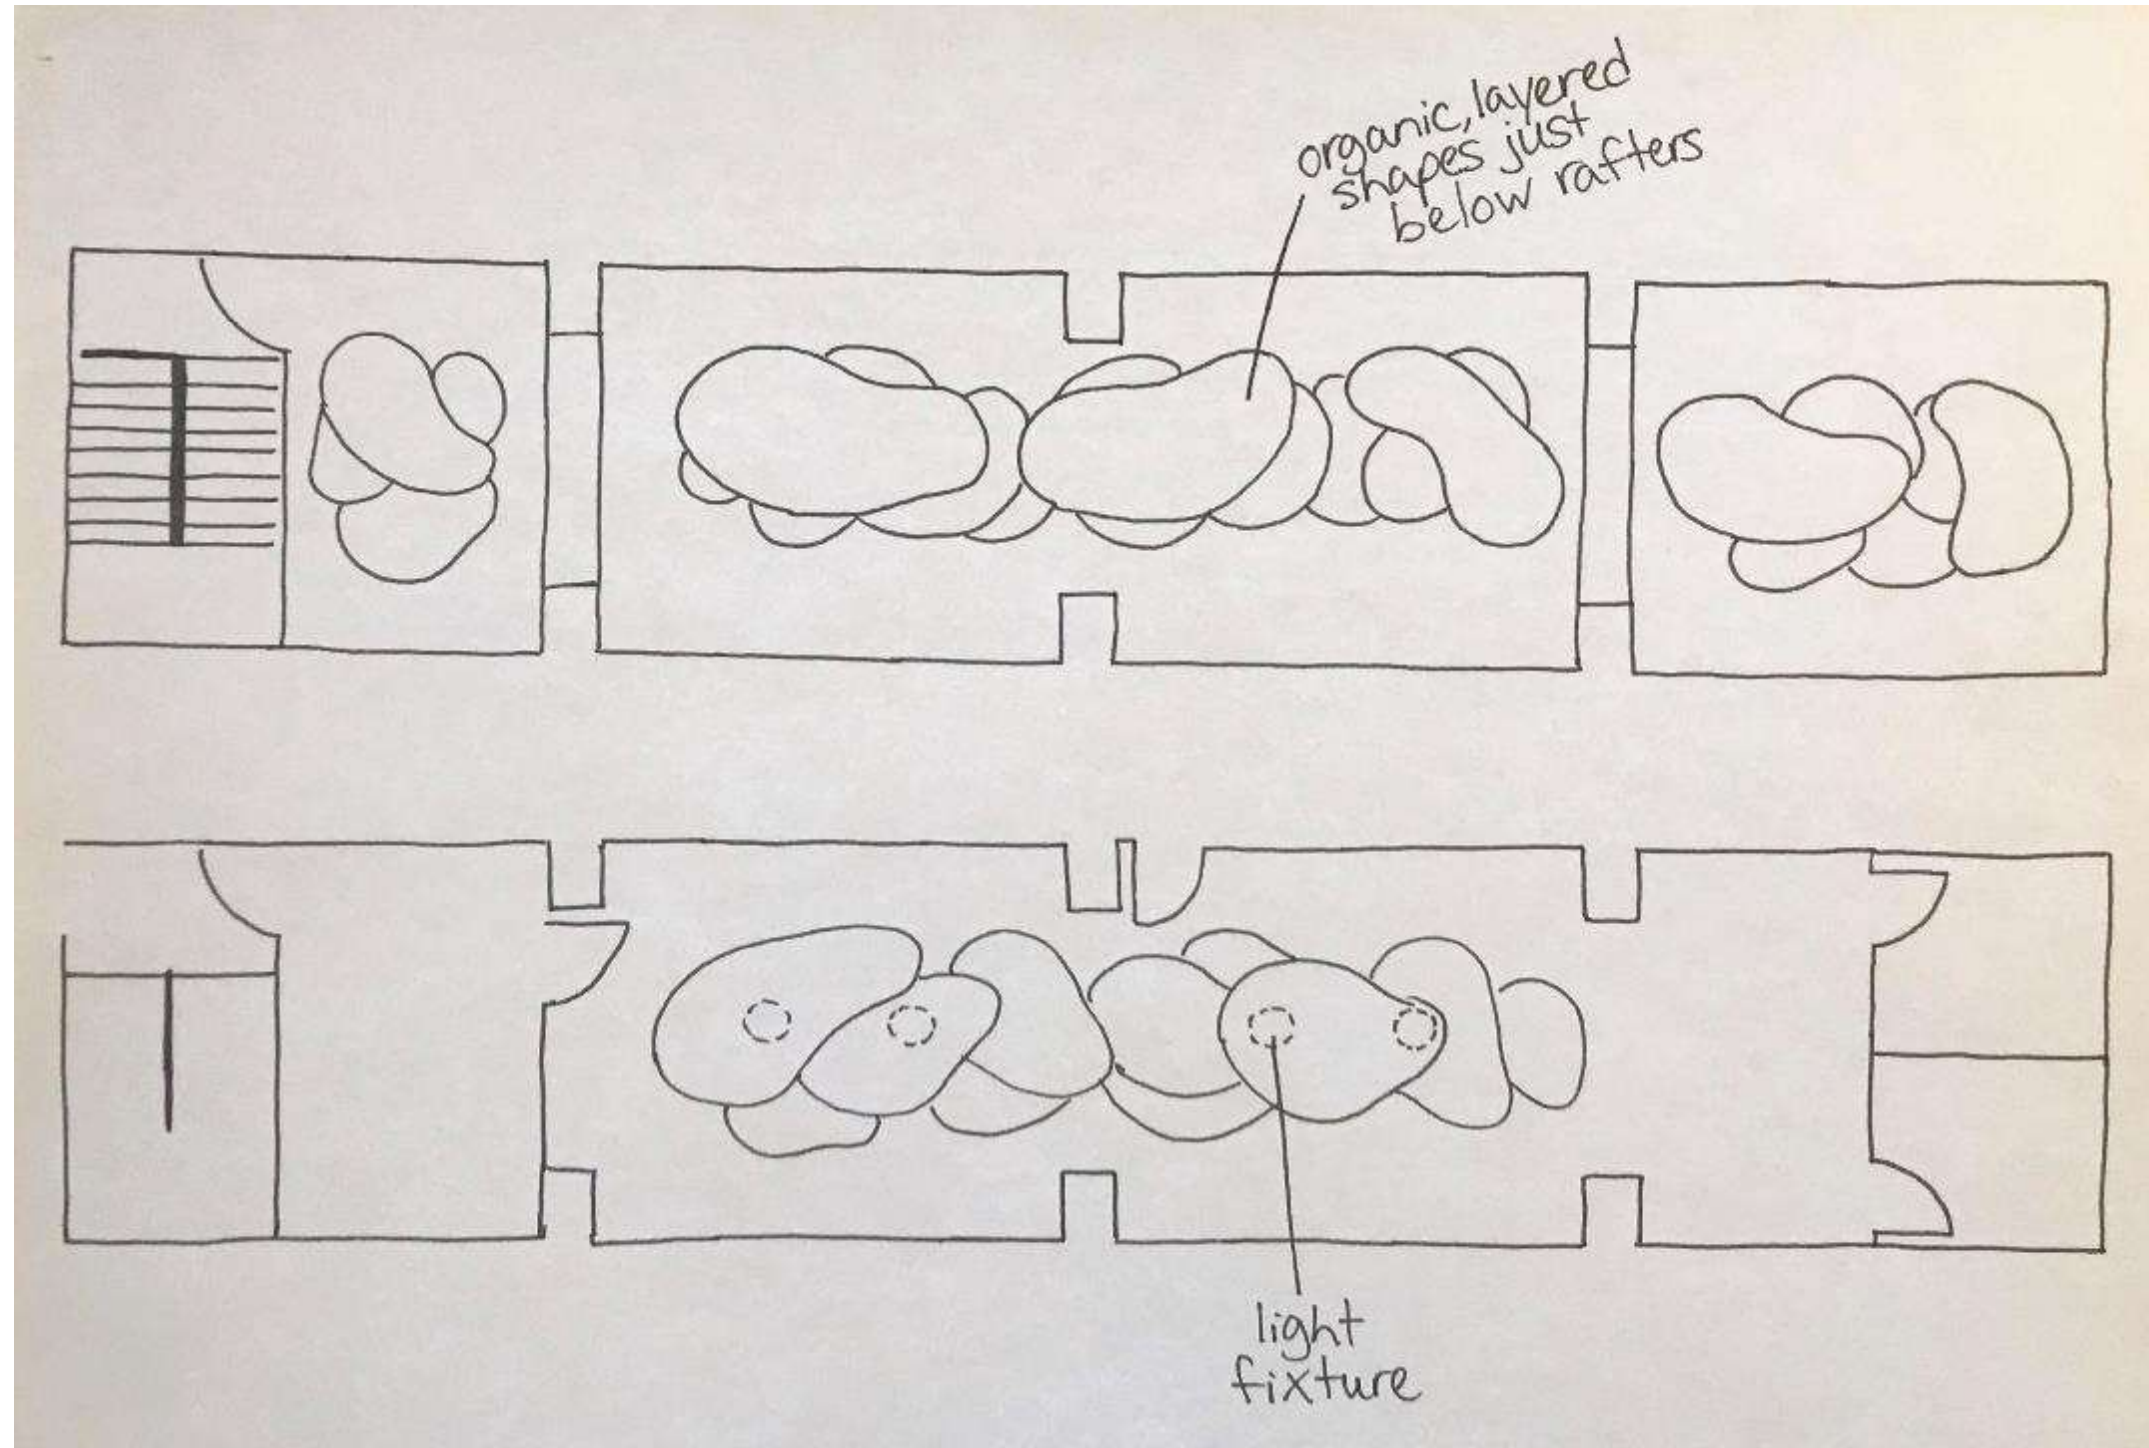 organic, layered
shapes just
below rafters
light
fixture